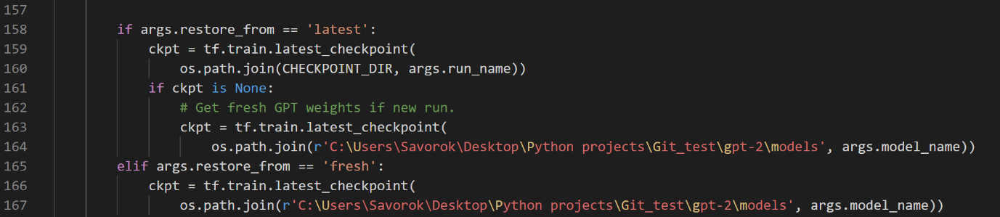 157
158 if args.restore_from == 'latest':
159 ckpt = tf.train.latest_checkpoint(
160 os.path.join(CHECKPOINT_DIR, args.run_name))
161 if ckpt is None:
162 # Get fresh GPT weights if new run.
163 ckpt = tf.train.latest_checkpoint(
164 os.path.join(r'C:\Users\Savorok\Desktop\Python projects\Git_test\gpt-2\models', args.model_name))
165 elif args.restore_from == 'fresh':
166 ckpt = tf.train.latest_checkpoint(
167 os.path.join(r'C:\Users\Savorok\Desktop\Python projects\Git_test\gpt-2\models', args.model_name))